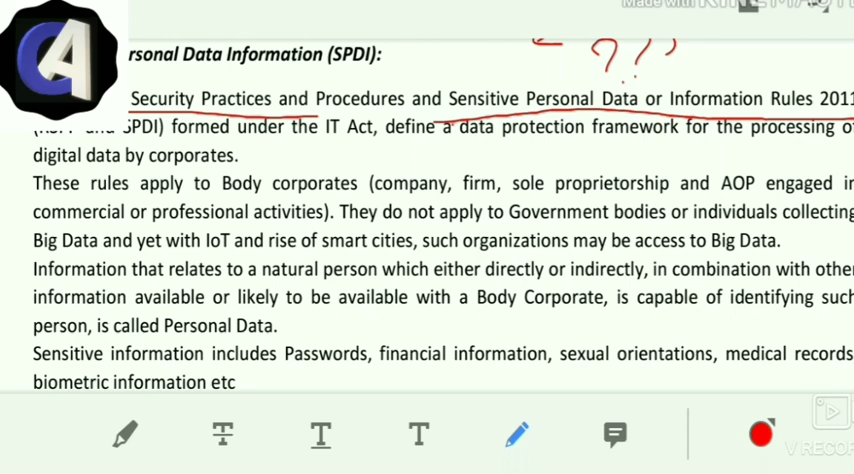 Made with KINEMASTER
CA
rsonal Data Information (SPDI):
??
Security Practices and Procedures and Sensitive Personal Data or Information Rules 2011
SPDI) formed under the IT Act, define a data protection framework for the processing of
digital data by corporates.
These rules apply to Body corporates (company, firm, sole proprietorship and AOP engaged in
commercial or professional activities). They do not apply to Government bodies or individuals collecting
Big Data and yet with IoT and rise of smart cities, such organizations may be access to Big Data.
Information that relates to a natural person which either directly or indirectly, in combination with other
information available or likely to be available with a Body Corporate, is capable of identifying such
person, is called Personal Data.
Sensitive information includes Passwords, financial information, sexual orientations, medical records
biometric information etc
T T T
V RECOR